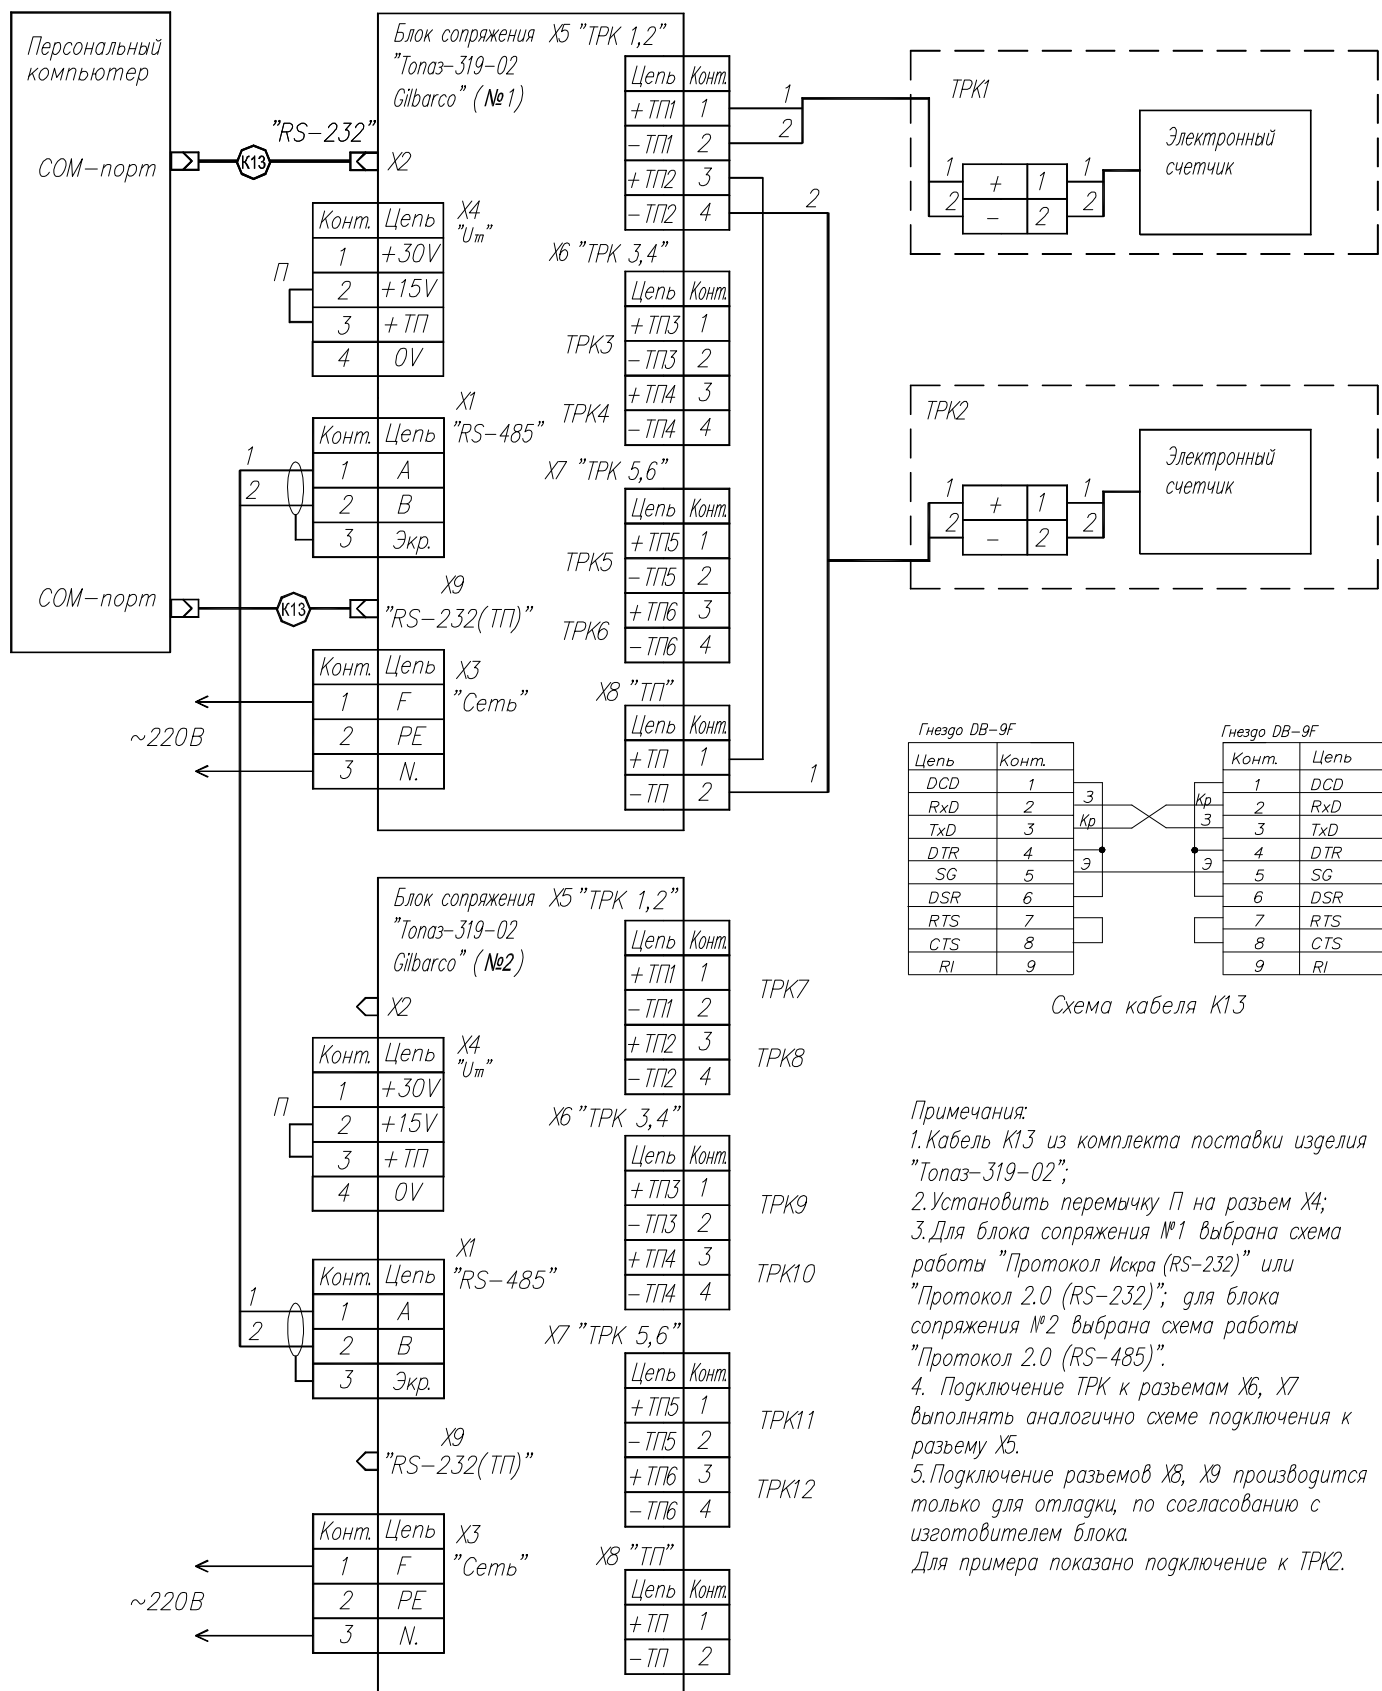 Персональный
компьютер
COM-порт
COM-порт
"RS-232"
К13
К13
Блок сопряжения
"Топаз-319-02
Gilbarco" (№1)
X2
Конт. Цепь
1 +30V
2 +15V
3 +ТП
4 0V
X4
"Uт"
П
X1
"RS-485"
Конт. Цепь
1 A
2 B
3 Экр.
1
2
X9
"RS-232(ТП)"
X3
"Сеть"
Конт. Цепь
1 F
2 PE
3 N.
~220В
X5 "ТРК 1,2"
Цепь Конт.
+ТП1 1
-ТП1 2
+ТП2 3
-ТП2 4
1
2
2
X6 "ТРК 3,4"
Цепь Конт.
+ТП3 1
-ТП3 2
+ТП4 3
-ТП4 4
ТРК3
ТРК4
X7 "ТРК 5,6"
Цепь Конт.
+ТП5 1
-ТП5 2
+ТП6 3
-ТП6 4
ТРК5
ТРК6
X8 "ТП"
Цепь Конт.
+ТП 1
-ТП 2
1
ТРК1
1 + 1 1
2 - 2 2
Электронный
счетчик
ТРК2
1 + 1 1
2 - 2 2
Электронный
счетчик
Гнездо DB-9F
Цепь Конт.
DCD 1
RxD 2
TxD 3
DTR 4
SG 5
DSR 6
RTS 7
CTS 8
RI 9
З
Кр
Э
Кр
З
Э
Гнездо DB-9F
Конт. Цепь
1 DCD
2 RxD
3 TxD
4 DTR
5 SG
6 DSR
7 RTS
8 CTS
9 RI
Схема кабеля К13
Блок сопряжения
"Топаз-319-02
Gilbarco" (№2)
X2
Конт. Цепь
1 +30V
2 +15V
3 +ТП
4 0V
X4
"Uт"
П
X1
"RS-485"
Конт. Цепь
1 A
2 B
3 Экр.
1
2
X9
"RS-232(ТП)"
X3
"Сеть"
Конт. Цепь
1 F
2 PE
3 N.
~220В
X5 "ТРК 1,2"
Цепь Конт.
+ТП1 1
-ТП1 2
+ТП2 3
-ТП2 4
ТРК7
ТРК8
X6 "ТРК 3,4"
Цепь Конт.
+ТП3 1
-ТП3 2
+ТП4 3
-ТП4 4
ТРК9
ТРК10
X7 "ТРК 5,6"
Цепь Конт.
+ТП5 1
-ТП5 2
+ТП6 3
-ТП6 4
ТРК11
ТРК12
X8 "ТП"
Цепь Конт.
+ТП 1
-ТП 2
Примечания:
1. Кабель К13 из комплекта поставки изделия
"Топаз-319-02";
2. Установить перемычку П на разъем X4;
3. Для блока сопряжения №1 выбрана схема
работы "Протокол Искра (RS-232)" или
"Протокол 2.0 (RS-232)"; для блока
сопряжения №2 выбрана схема работы
"Протокол 2.0 (RS-485)".
4. Подключение ТРК к разъемам X6, X7
выполнять аналогично схеме подключения к
разъему X5.
5. Подключение разъемов X8, X9 производится
только для отладки, по согласованию с
изготовителем блока.
Для примера показано подключение к ТРК2.